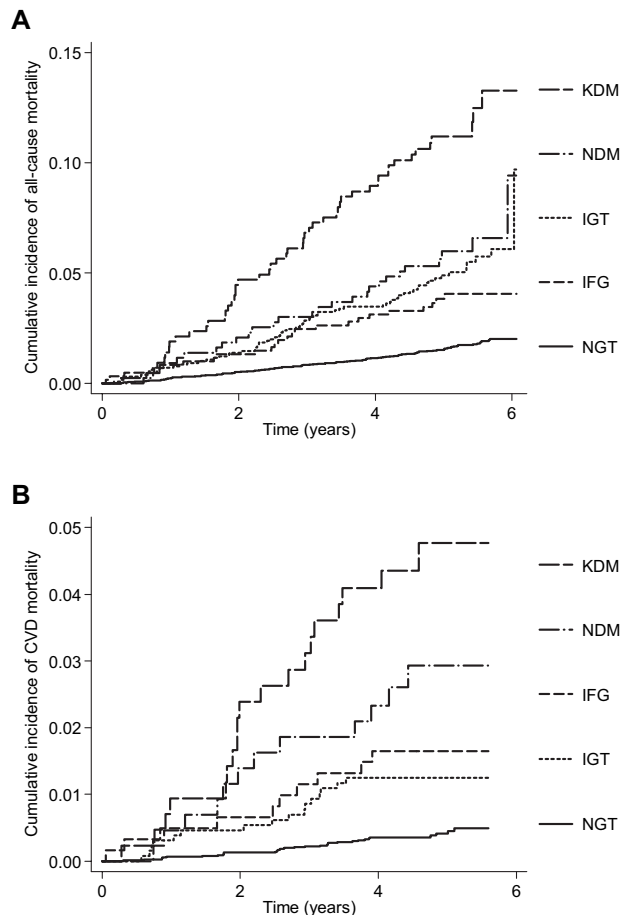 A
Cumulative incidence of all-cause mortality
0.15
0.10
0.05
0.00
0
2
4
6
Time (years)
KDM
NDM
IGT
IFG
NGT
B
Cumulative incidence of CVD mortality
0.05
0.04
0.03
0.02
0.01
0.00
0
2
4
6
Time (years)
KDM
NDM
IFG
IGT
NGT